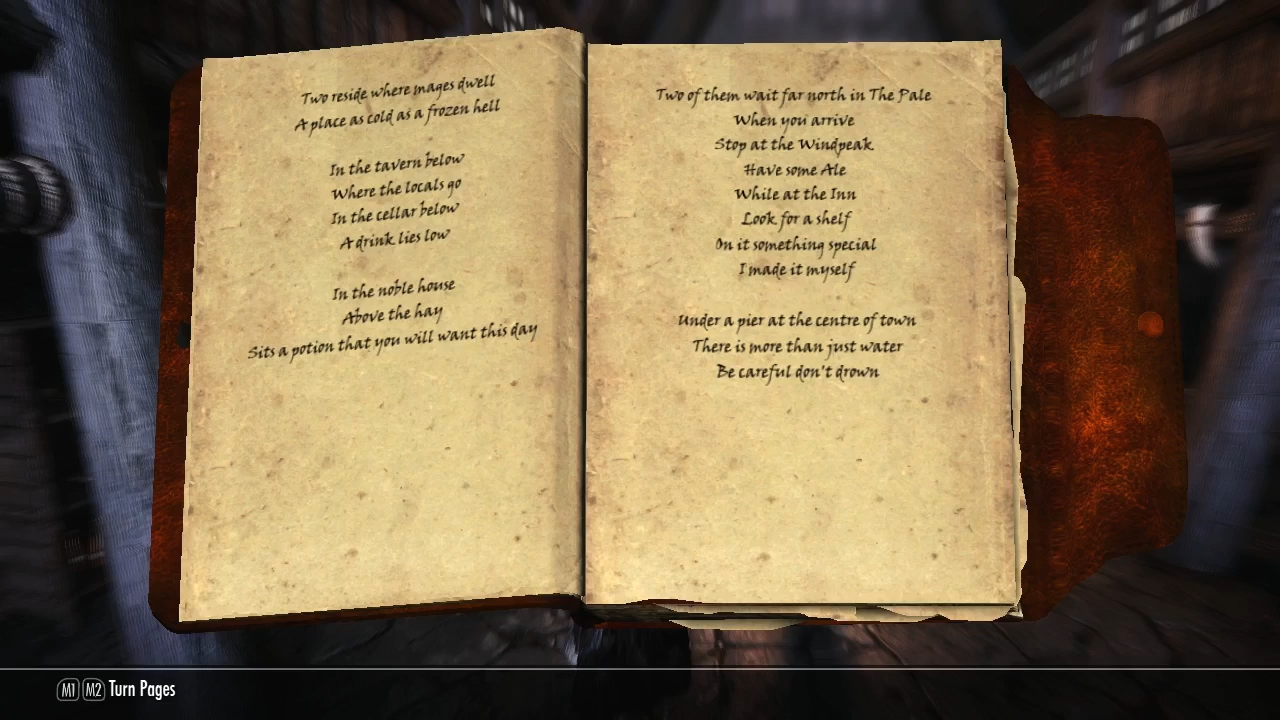 Two reside where mages dwell
A place as cold as a frozen hell
In the tavern below
Where the locals go
In the cellar below
A drink lies low
In the noble house
Above the hay
Sits a potion that you will want this day
Two of them wait far north in The Pale
When you arrive
Stop at the Windpeak
Have some Ale
While at the Inn
Look for a shelf
On it something special
I made it myself
Under a pier at the centre of town
There is more than just water
Be careful don't drown
M1 M2 Turn Pages